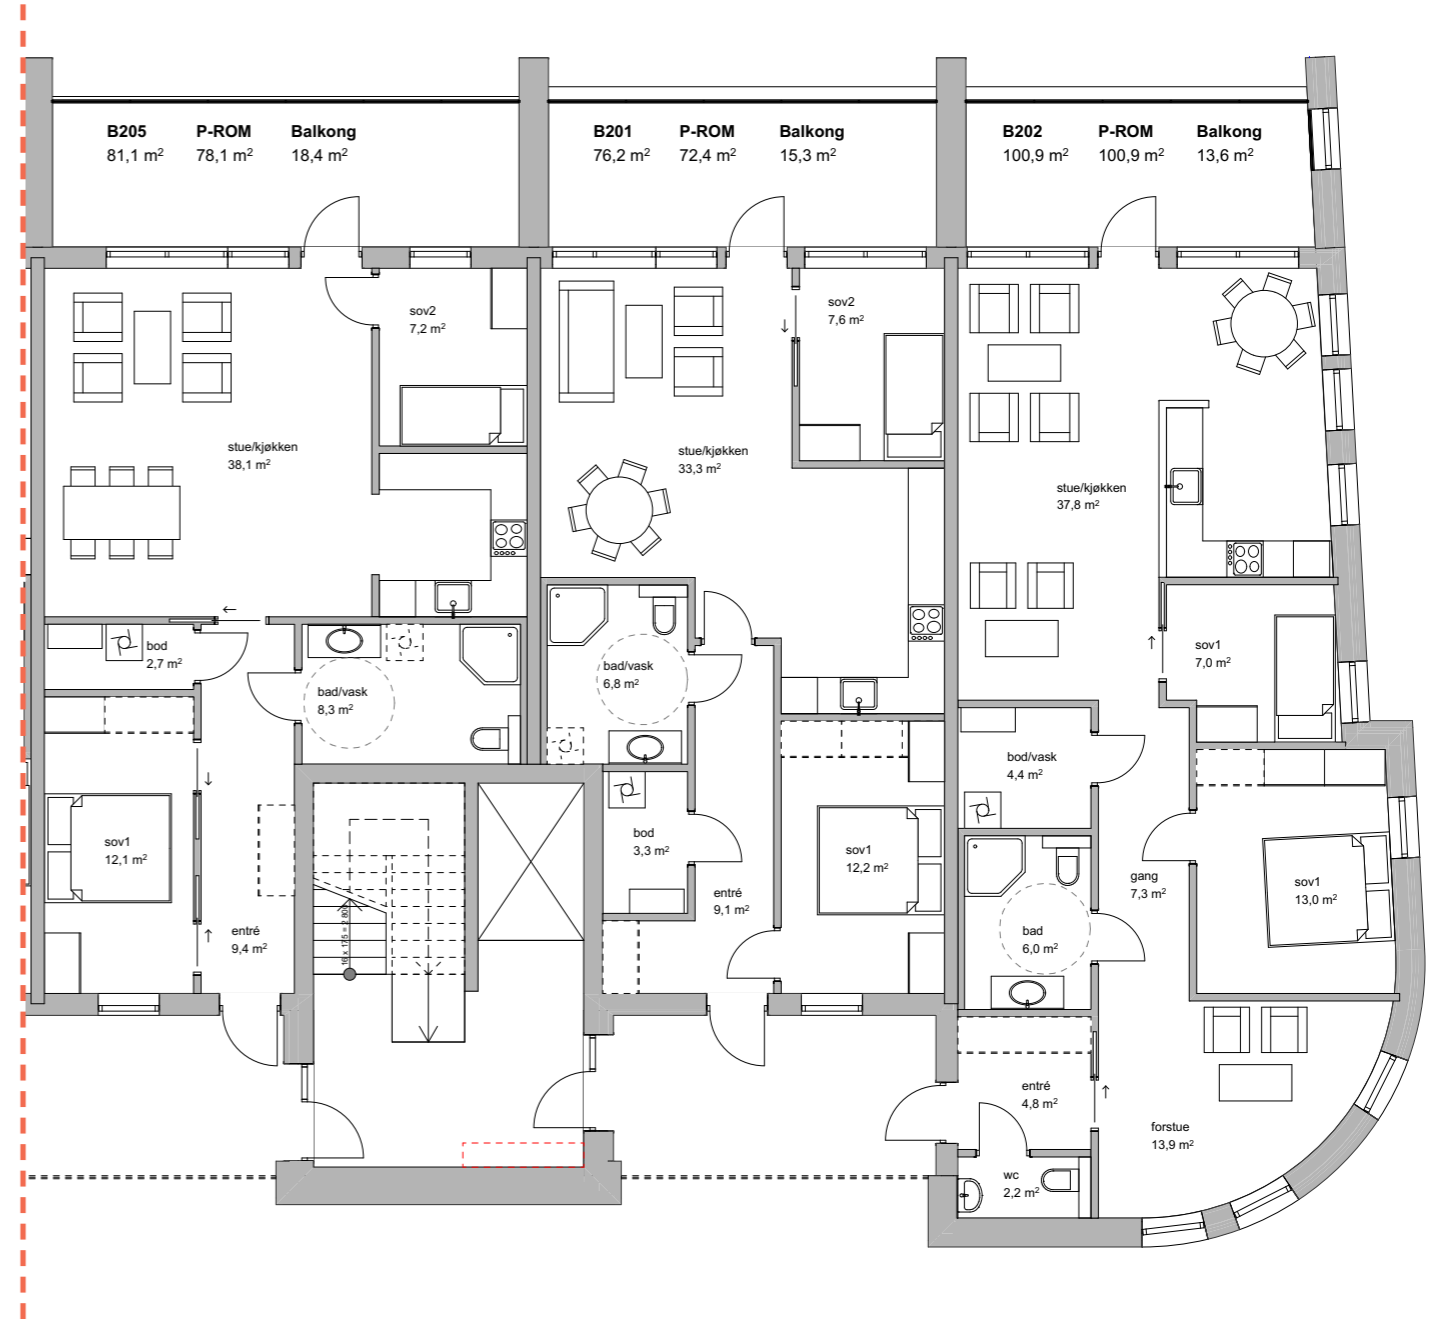 B205 P-ROM Balkong
81,1 m² 78,1 m² 18,4 m²
B201 P-ROM Balkong
76,2 m² 72,4 m² 15,3 m²
B202 P-ROM Balkong
100,9 m² 100,9 m² 13,6 m²
sov2
7,2 m²
stue/kjøkken
38,1 m²
bod
2,7 m²
bad/vask
8,3 m²
sov1
12,1 m²
entré
9,4 m²
16 x 175 = 2 800
sov2
7,6 m²
stue/kjøkken
33,3 m²
bad/vask
6,8 m²
bod
3,3 m²
entré
9,1 m²
sov1
12,2 m²
stue/kjøkken
37,8 m²
sov1
7,0 m²
bod/vask
4,4 m²
gang
7,3 m²
sov1
13,0 m²
bad
6,0 m²
entré
4,8 m²
forstue
13,9 m²
wc
2,2 m²